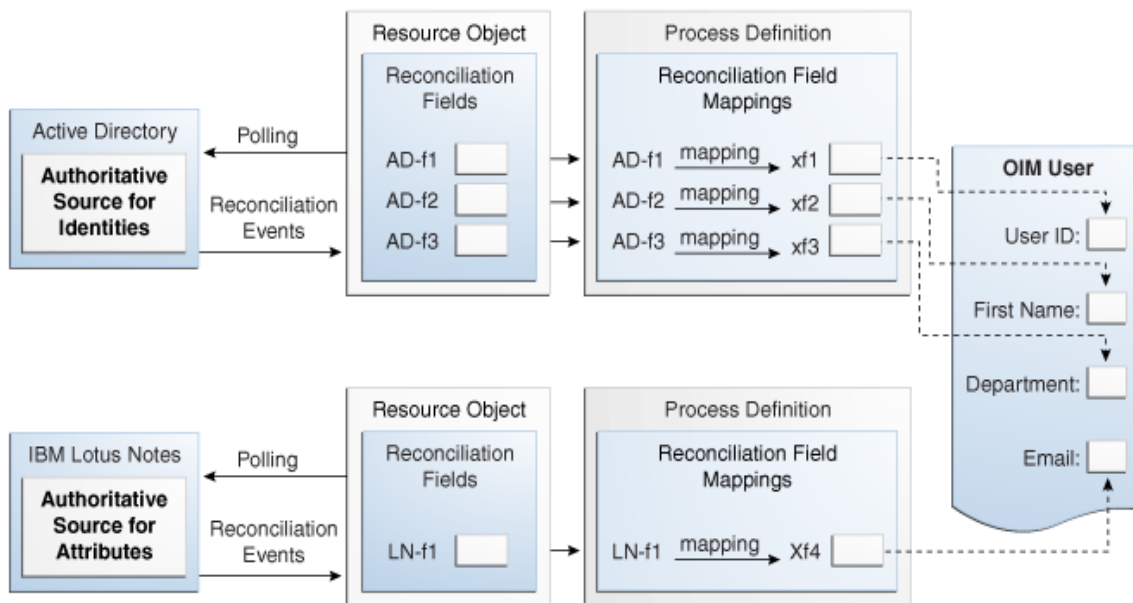 Resource Object
Process Definition
Reconciliation
Fields
Reconciliation Field
Mappings
Active Directory
Authoritative
Source for
Identities
Polling
Reconciliation
Events
AD-f1
AD-f2
AD-f3
AD-f1 mapping xf1
AD-f2 mapping xf2
AD-f3 mapping xf3
OIM User
User ID:
First Name:
Department:
Email:
Resource Object
Process Definition
Reconciliation
Fields
Reconciliation Field
Mappings
IBM Lotus Notes
Authoritative
Source for
Attributes
Polling
Reconciliation
Events
LN-f1
LN-f1 mapping Xf4